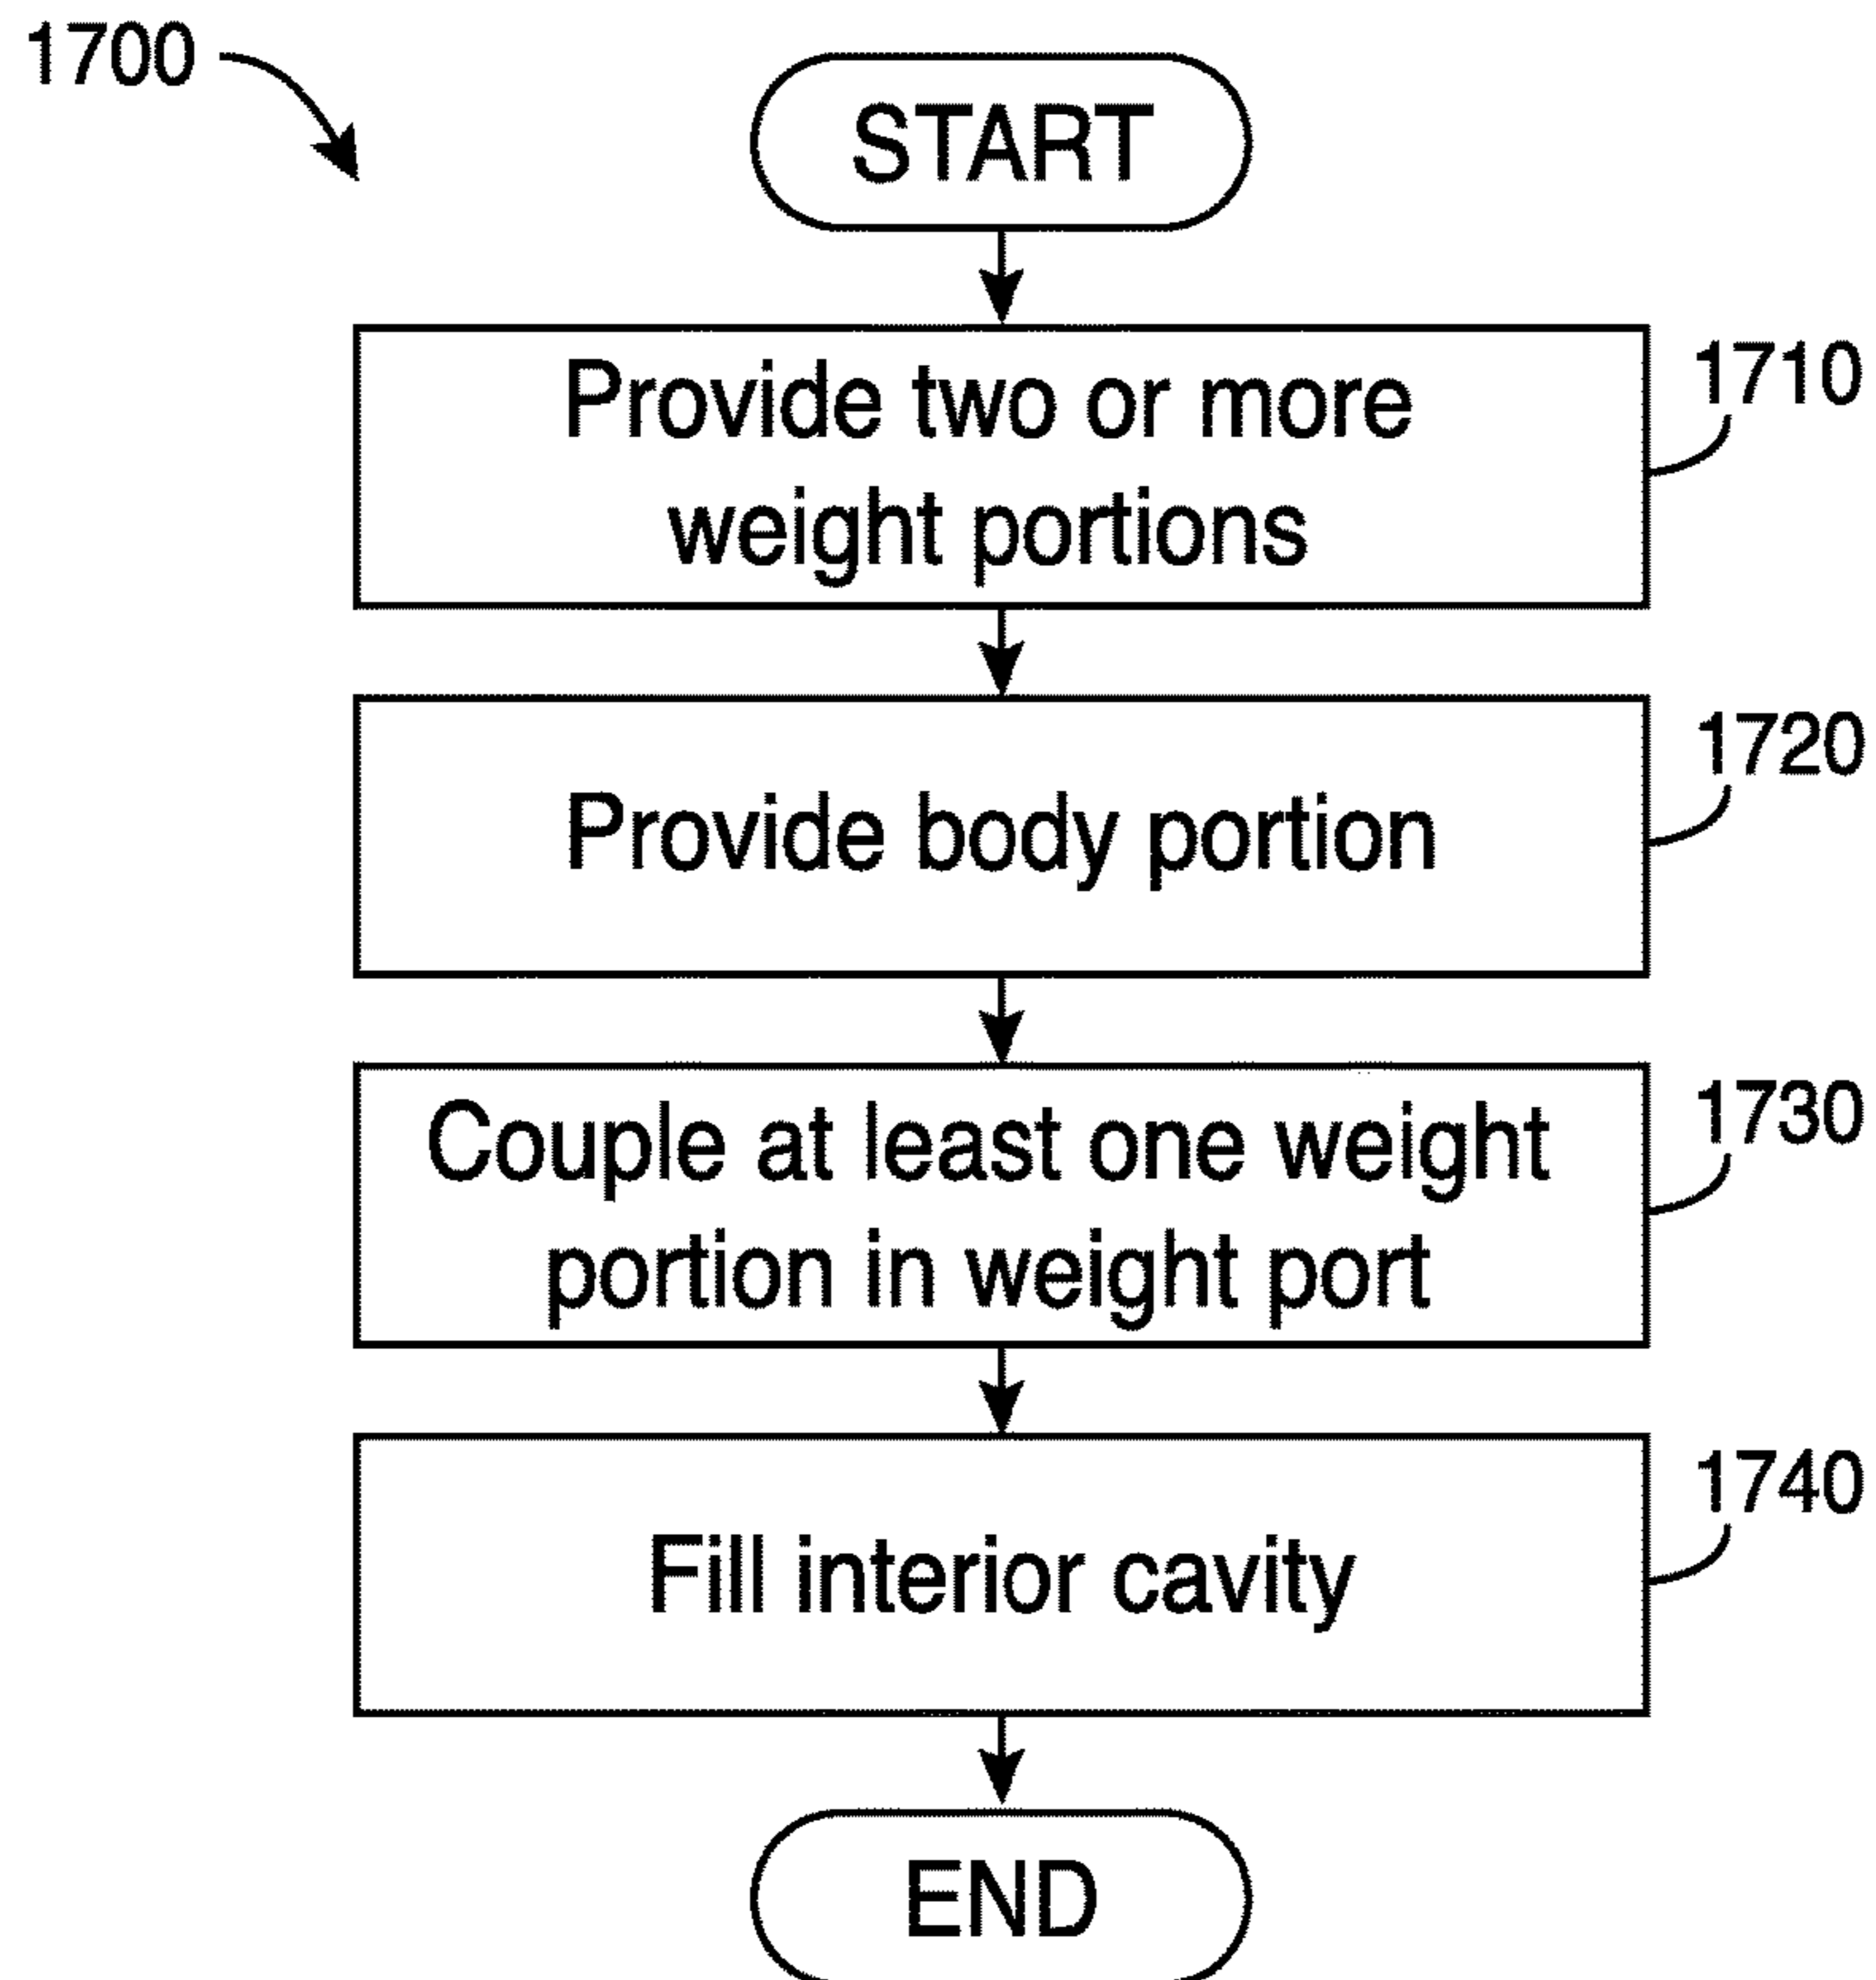 1700
START
Provide two or more
weight portions
1710
Provide body portion
1720
Couple at least one weight
portion in weight port
1730
Fill interior cavity
1740
END